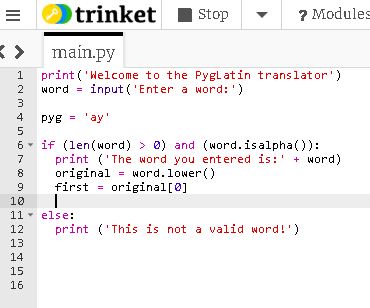 trinket Stop ? Modules
main.py
1 print('Welcome to the PygLatin translator')
2 word = input('Enter a word:')
3
4 pyg = 'ay'
5
6 if (len(word) > 0) and (word.isalpha()):
7   print ('The word you entered is:' + word)
8   original = word.lower()
9   first = original[0]
10
11 else:
12   print ('This is not a valid word!')
13
14
15
16